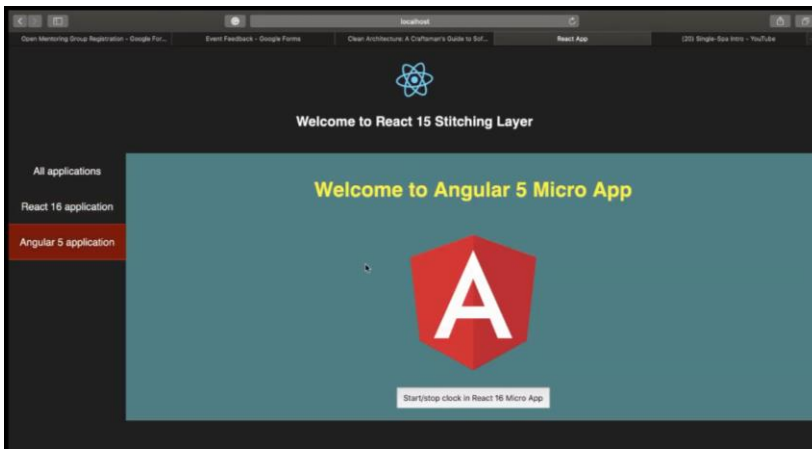 localhost
Open Mentoring Group Registration - Google For...
Event Feedback - Google Forms
Clean Architecture: A Craftsman's Guide to Sof...
React App
(20) Single-Spa Intro - YouTube
Welcome to React 15 Stitching Layer
All applications
React 16 application
Angular 5 application
Welcome to Angular 5 Micro App
A
Start/stop clock in React 16 Micro App